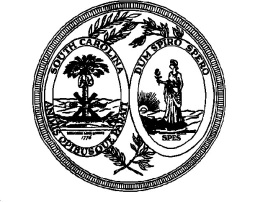 SOUTH CAROLINA
ANIMIS OPIBUSQUE PARATI
1776
DUM SPIRO SPERO
SPES